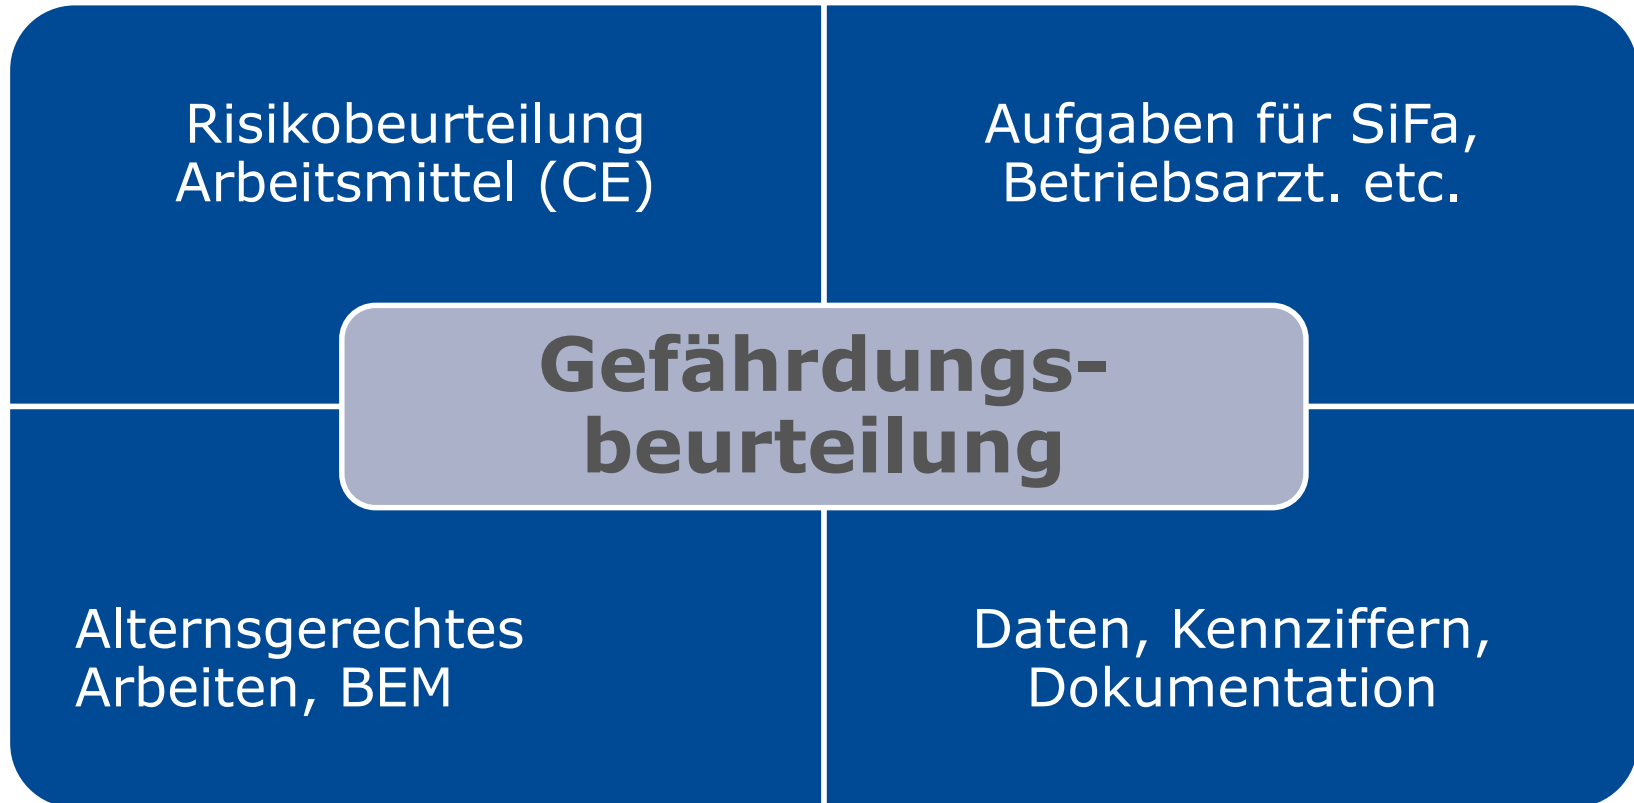 Risikobeurteilung
Arbeitsmittel (CE)
Aufgaben für SiFa,
Betriebsarzt. etc.
Gefährdungs-
beurteilung
Alternsgerechtes
Arbeiten, BEM
Daten, Kennziffern,
Dokumentation